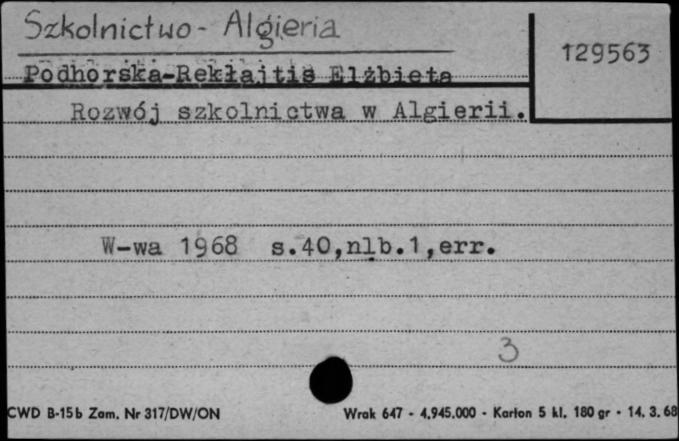 Szkolnictwo - Algieria
129563
Podhorska-Rekłajtis Elżbieta
Rozwój szkolnictwa w Algierii.
W-wa 1968 s.40,nlb.1,err.
3
CWD B-15b Zam. Nr 317/DW/ON Wrak 647 - 4.945.000 - Karton 5 kl. 180 gr - 14. 3. 68